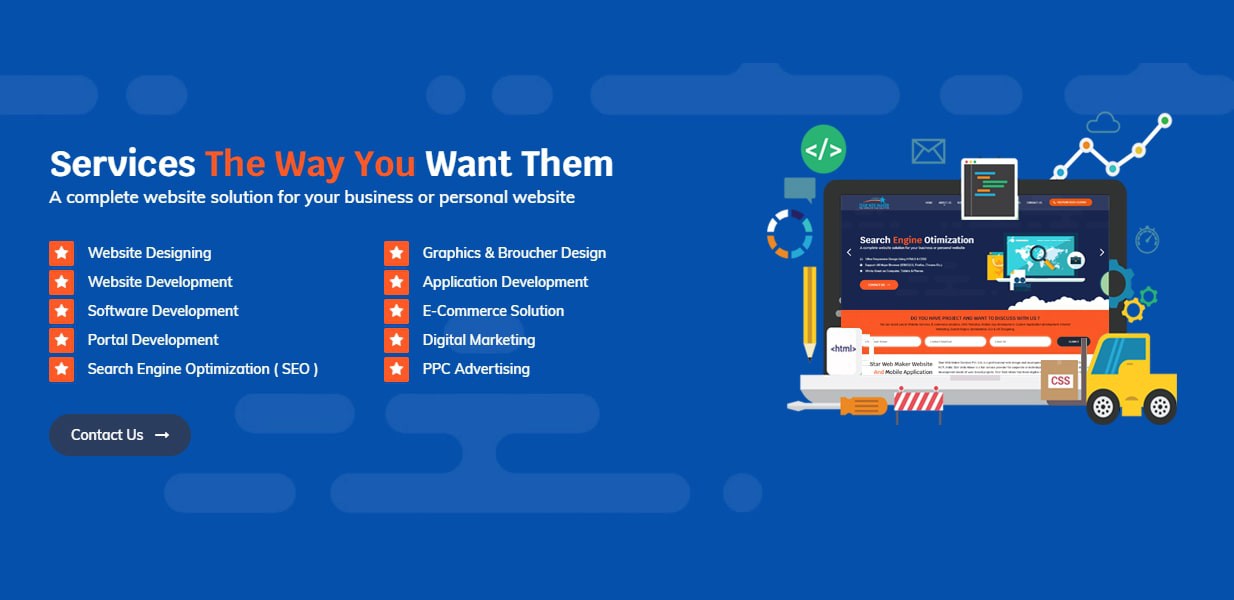 Services The Way You Want Them
A complete website solution for your business or personal website
Website Designing
Website Development
Software Development
Portal Development
Search Engine Optimization ( SEO )
Graphics & Broucher Design
Application Development
E-Commerce Solution
Digital Marketing
PPC Advertising
Contact Us
</>
Search Engine Otimization
A complete website solution for your business or personal website
DO YOU HAVE PROJECT AND WANT TO DISCUSS WITH US ?
<html>
Star Web Maker Website
And Mobile Application
CSS